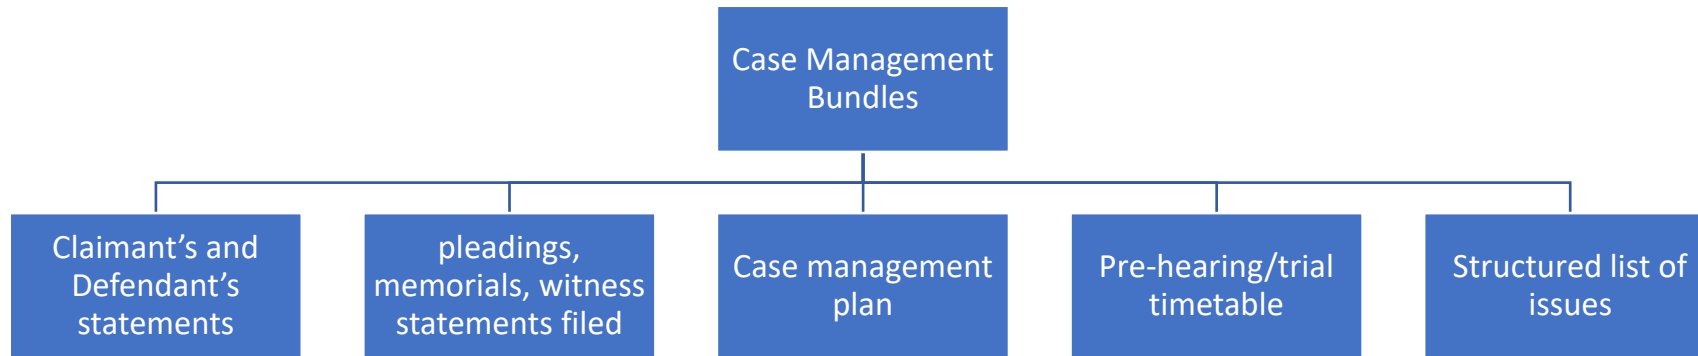 Case Management
Bundles
Claimant’s and
Defendant’s
statements
pleadings,
memorials, witness
statements filed
Case management
plan
Pre-hearing/trial
timetable
Structured list of
issues